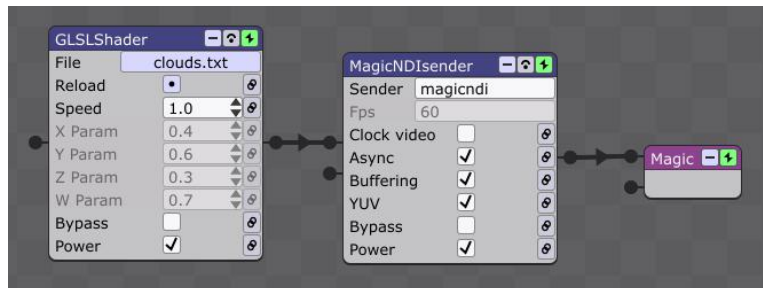 GLSLShader
File clouds.txt
Reload
Speed 1.0
X Param 0.4
Y Param 0.6
Z Param 0.3
W Param 0.7
Bypass
Power
MagicNDIsender
Sender magicndi
Fps 60
Clock video
Async
Buffering
YUV
Bypass
Power
Magic